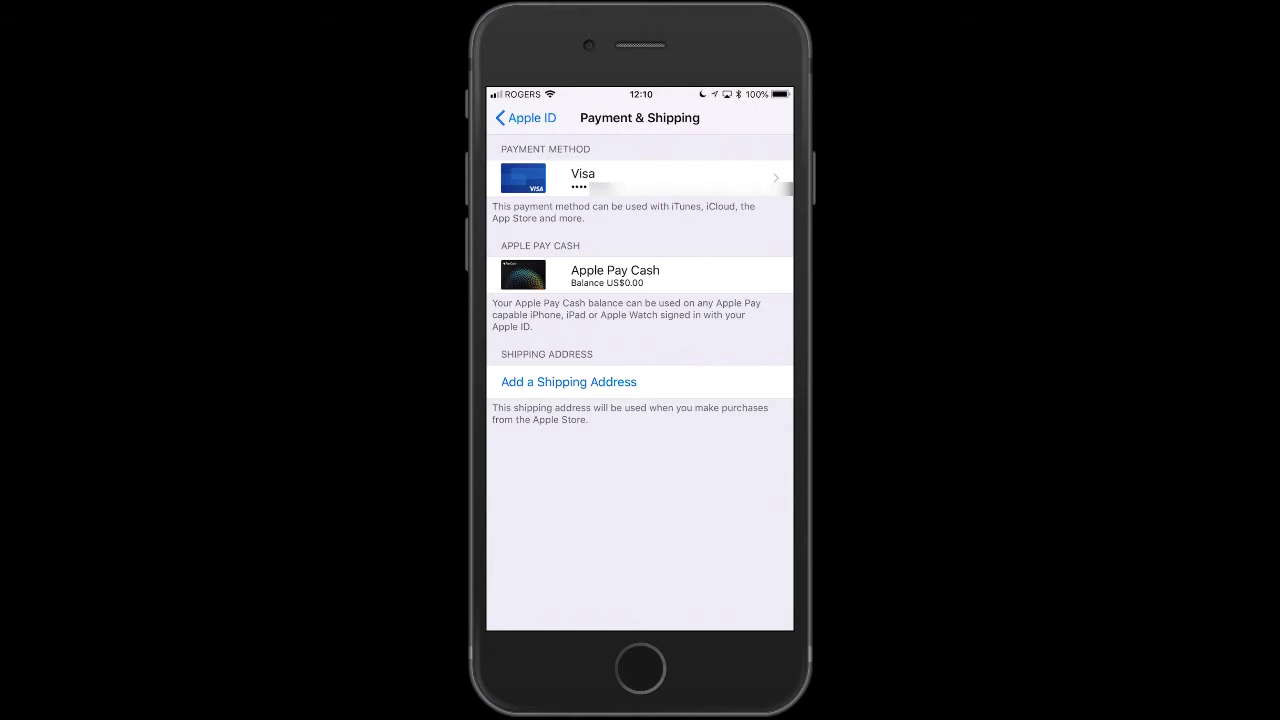 ROGERS 12:10 100%
Apple ID Payment & Shipping
PAYMENT METHOD
VISA
Visa
••••
This payment method can be used with iTunes, iCloud, the
App Store and more.
APPLE PAY CASH
Apple Pay Cash
Balance US$0.00
Your Apple Pay Cash balance can be used on any Apple Pay
capable iPhone, iPad or Apple Watch signed in with your
Apple ID.
SHIPPING ADDRESS
Add a Shipping Address
This shipping address will be used when you make purchases
from the Apple Store.